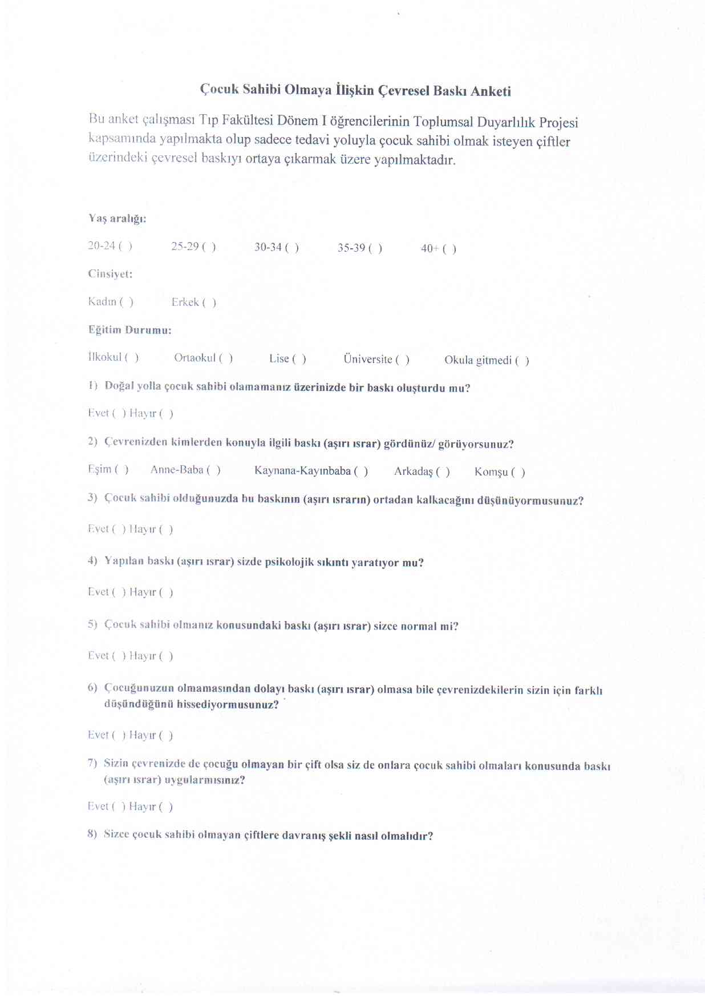 Çocuk Sahibi Olmaya İlişkin Çevresel Baskı Anketi
Bu anket çalışması Tıp Fakültesi Dönem I öğrencilerinin Toplumsal Duyarlılık Projesi
kapsamında yapılmakta olup sadece tedavi yoluyla çocuk sahibi olmak isteyen çiftler
üzerindeki çevresel baskıyı ortaya çıkarmak üzere yapılmaktadır.
Yaş aralığı:
20-24 ( ) 25-29 ( ) 30-34 ( ) 35-39 ( ) 40+ ( )
Cinsiyet:
Kadın ( ) Erkek ( )
Eğitim Durumu:
İlkokul ( ) Ortaokul ( ) Lise ( ) Üniversite ( ) Okula gitmedi ( )
1) Doğal yolla çocuk sahibi olamamanız üzerinizde bir baskı oluşturdu mu?
Evet ( ) Hayır ( )
2) Çevrenizden kimlerden konuyla ilgili baskı (aşırı ısrar) gördünüz/ görüyorsunuz?
Eşim ( ) Anne-Baba ( ) Kaynana-Kayınbaba ( ) Arkadaş ( ) Komşu ( )
3) Çocuk sahibi olduğunuzda bu baskının (aşırı ısrarın) ortadan kalkacağını düşünüyormusunuz?
Evet ( ) Hayır ( )
4) Yapılan baskı (aşırı ısrar) sizde psikolojik sıkıntı yaratıyor mu?
Evet ( ) Hayır ( )
5) Çocuk sahibi olmanız konusundaki baskı (aşırı ısrar) sizce normal mi?
Evet ( ) Hayır ( )
6) Çocuğunuzun olmamasından dolayı baskı (aşırı ısrar) olmasa bile çevrenizdekilerin sizin için farklı
düşündüğünü hissediyormusunuz?
Evet ( ) Hayır ( )
7) Sizin çevrenizde de çocuğu olmayan bir çift olsa siz de onlara çocuk sahibi olmaları konusunda baskı
(aşırı ısrar) uygularmısınız?
Evet ( ) Hayır ( )
8) Sizce çocuk sahibi olmayan çiftlere davranış şekli nasıl olmalıdır?